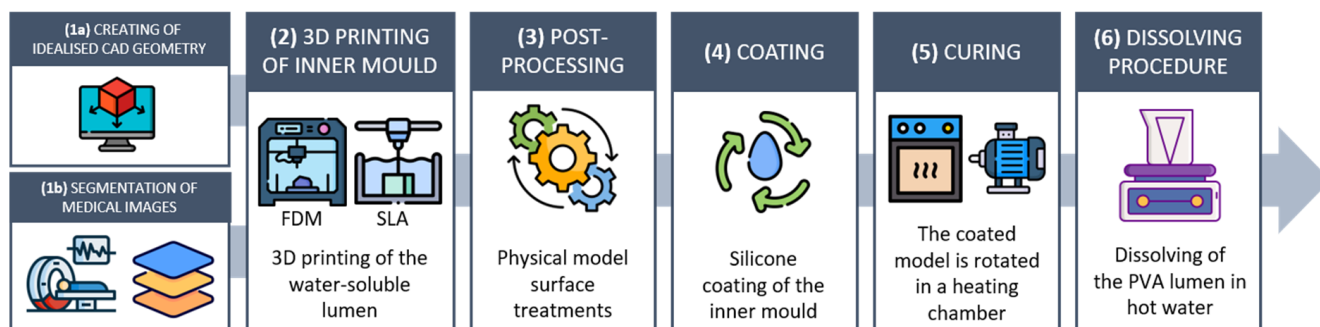 (1a) CREATING OF
IDEALISED CAD GEOMETRY
(1b) SEGMENTATION OF
MEDICAL IMAGES
(2) 3D PRINTING
OF INNER MOULD
FDM
SLA
3D printing of the
water-soluble
lumen
(3) POST-
PROCESSING
Physical model
surface
treatments
(4) COATING
Silicone
coating of the
inner mould
(5) CURING
The coated
model is rotated
in a heating
chamber
(6) DISSOLVING
PROCEDURE
Dissolving of
the PVA lumen in
hot water